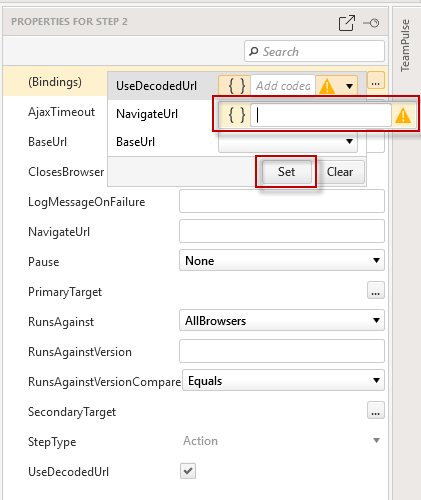 PROPERTIES FOR STEP 2
TeamPulse
Search
(Bindings)
UseDecodedUrl { } Add coded ...
AjaxTimeout
NavigateUrl { }
BaseUrl
BaseUrl
ClosesBrowser
Set Clear
LogMessageOnFailure
NavigateUrl
Pause None
PrimaryTarget ...
RunsAgainst AllBrowsers
RunsAgainstVersion
RunsAgainstVersionCompare Equals
SecondaryTarget ...
StepType Action
UseDecodedUrl